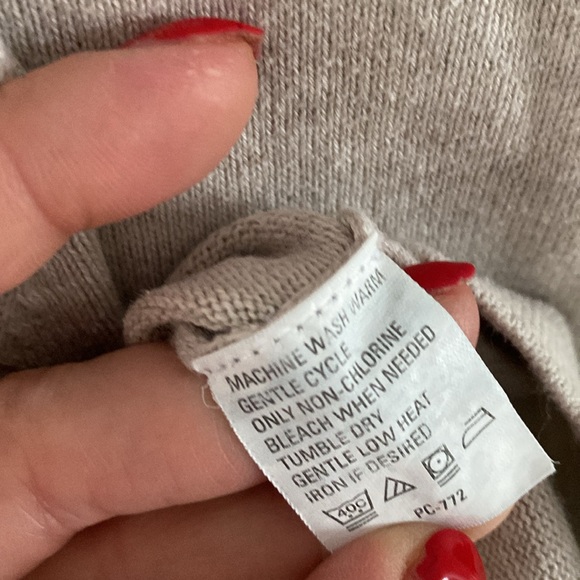 MACHINE WASH WARM
GENTLE CYCLE
ONLY NON-CHLORINE
BLEACH WHEN NEEDED
TUMBLE DRY
GENTLE LOW HEAT
IRON IF DESIRED
40C
PC-772